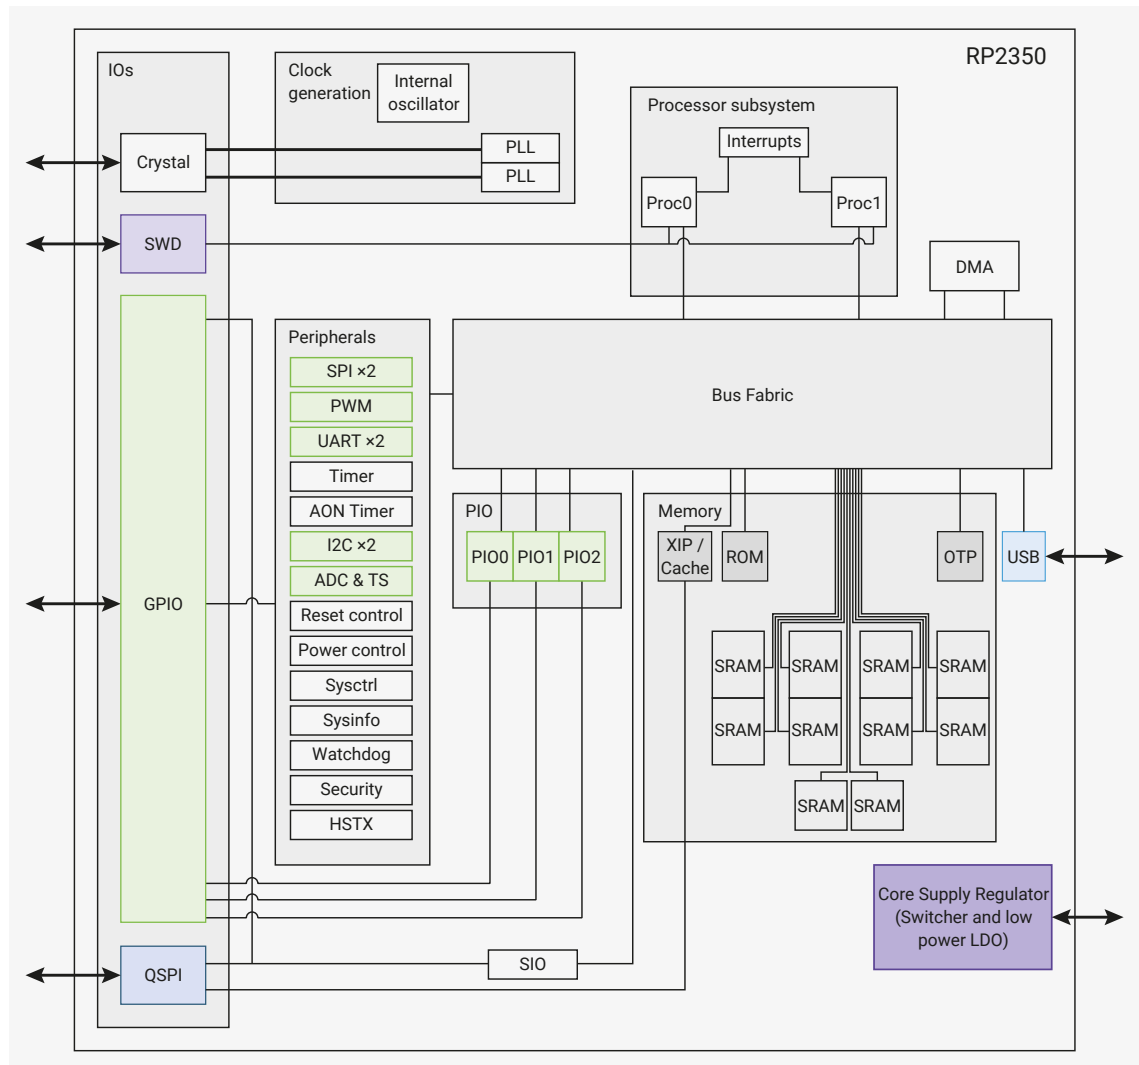 RP2350
IOs
Clock
generation
Internal
oscillator
Processor subsystem
Interrupts
Crystal
PLL
PLL
Proc0
Proc1
SWD
DMA
Peripherals
SPI ×2
PWM
UART ×2
Timer
AON Timer
I2C ×2
ADC & TS
Reset control
Power control
Sysctrl
Sysinfo
Watchdog
Security
HSTX
Bus Fabric
PIO
PIO0
PIO1
PIO2
Memory
XIP /
Cache
ROM
OTP
USB
GPIO
SRAM
SRAM
SRAM
SRAM
SRAM
SRAM
SRAM
SRAM
SRAM
SRAM
Core Supply Regulator
(Switcher and low
power LDO)
QSPI
SIO